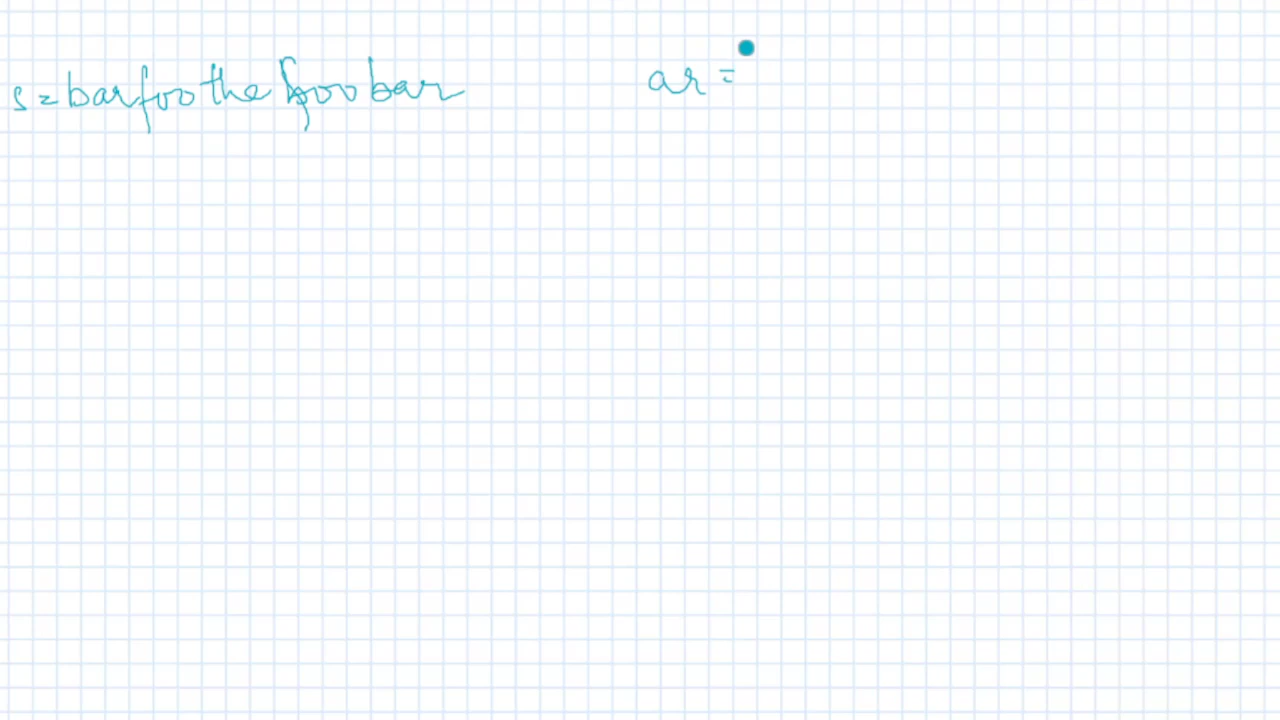 s = barfoothefoobar
ar =